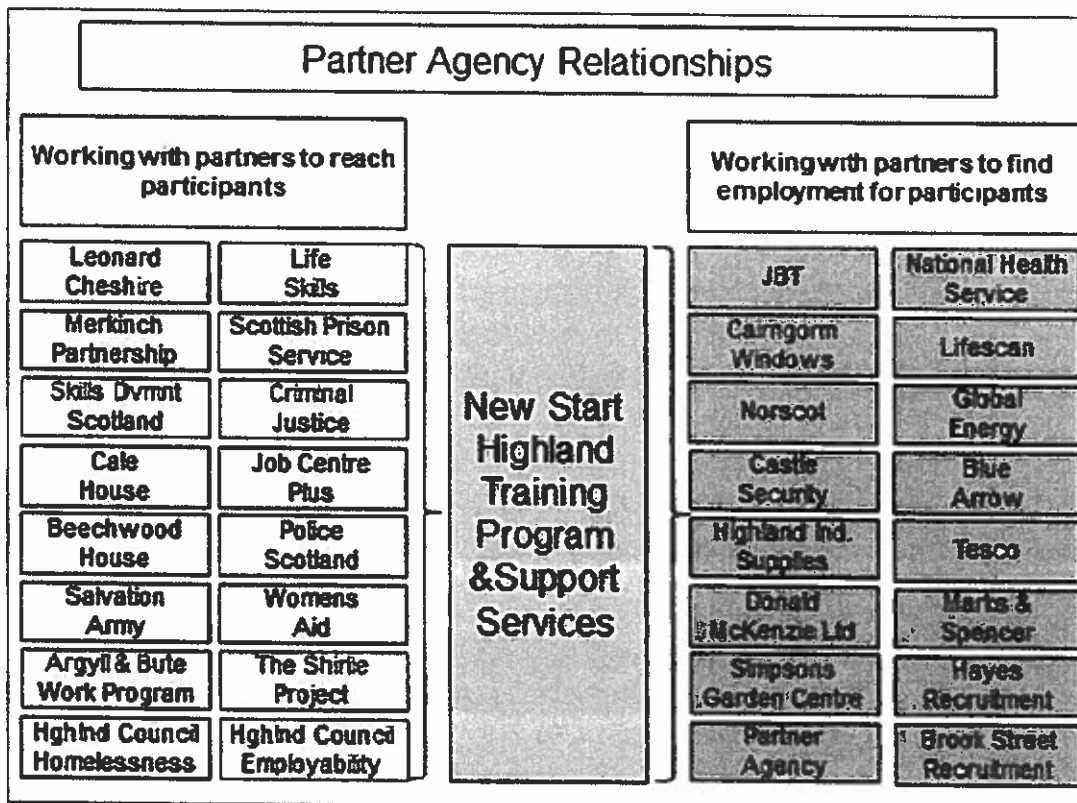 Partner Agency Relationships
Working with partners to reach
participants
Leonard
Cheshire
Life
Skills
Merkinch
Partnership
Scottish Prison
Service
Skills Dvmnt
Scotland
Criminal
Justice
Cale
House
Job Centre
Plus
Beechwood
House
Police
Scotland
Salvation
Army
Womens
Aid
Argyll & Bute
Work Program
The Shirlie
Project
Hghlnd Council
Homelessness
Hghlnd Council
Employability
New Start
Highland
Training
Program
&Support
Services
Working with partners to find
employment for participants
JBT
National Health
Service
Cairngorm
Windows
Lifescan
Norscot
Global
Energy
Castle
Security
Blue
Arrow
Highland Ind.
Supplies
Tesco
Donald
McKenzie Ltd
Marks &
Spencer
Simpsons
Garden Centre
Hayes
Recruitment
Partner
Agency
Brook Street
Recruitment